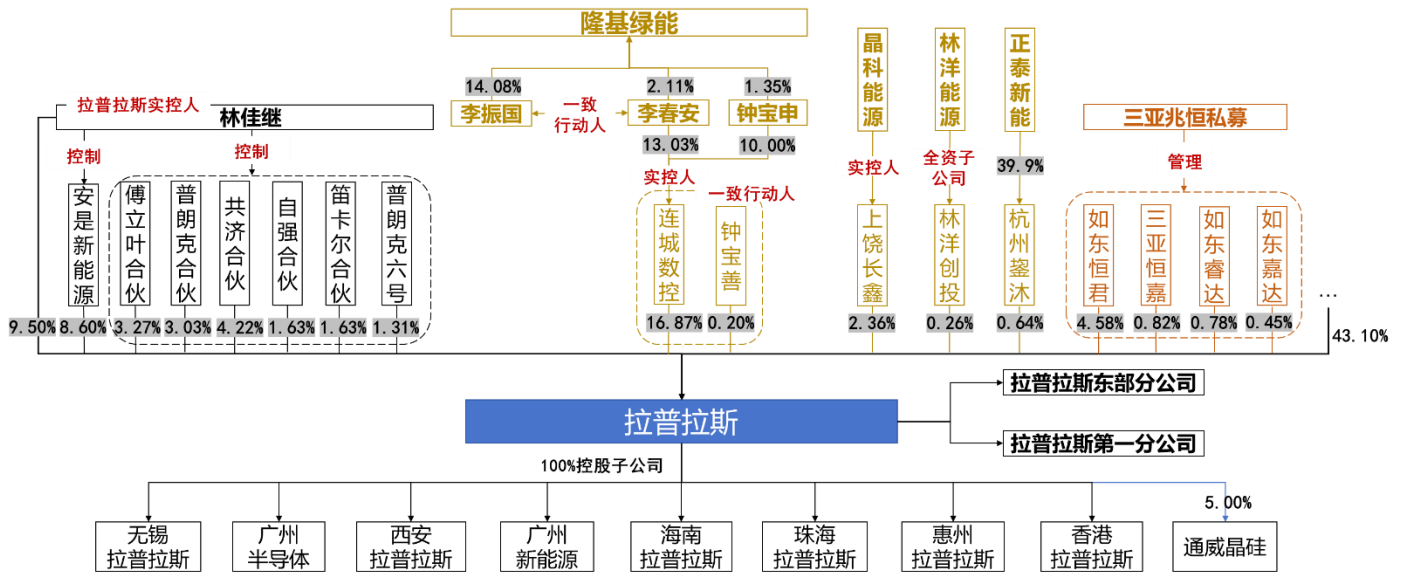 隆基绿能
晶科能源
林洋能源
正泰新能
14.08%
2.11%
1.35%
拉普拉斯实控人
李振国
一致
行动人
李春安
钟宝申
林佳继
三亚兆恒私募
13.03%
10.00%
控制
控制
实控人
一致行动人
实控人
全资子
公司
39.9%
管理
安是新能源
傅立叶合伙
普朗克合伙
共济合伙
自强合伙
笛卡尔合伙
普朗克六号
连城数控
钟宝善
上饶长鑫
林洋创投
杭州鋆沐
如东恒君
三亚恒嘉
如东睿达
如东嘉达
...
9.50%
8.60%
3.27%
3.03%
4.22%
1.63%
1.63%
1.31%
16.87%
0.20%
2.36%
0.26%
0.64%
4.58%
0.82%
0.78%
0.45%
43.10%
拉普拉斯东部分公司
拉普拉斯
拉普拉斯第一分公司
100%控股子公司
5.00%
无锡
拉普拉斯
广州
半导体
西安
拉普拉斯
广州
新能源
海南
拉普拉斯
珠海
拉普拉斯
惠州
拉普拉斯
香港
拉普拉斯
通威晶硅